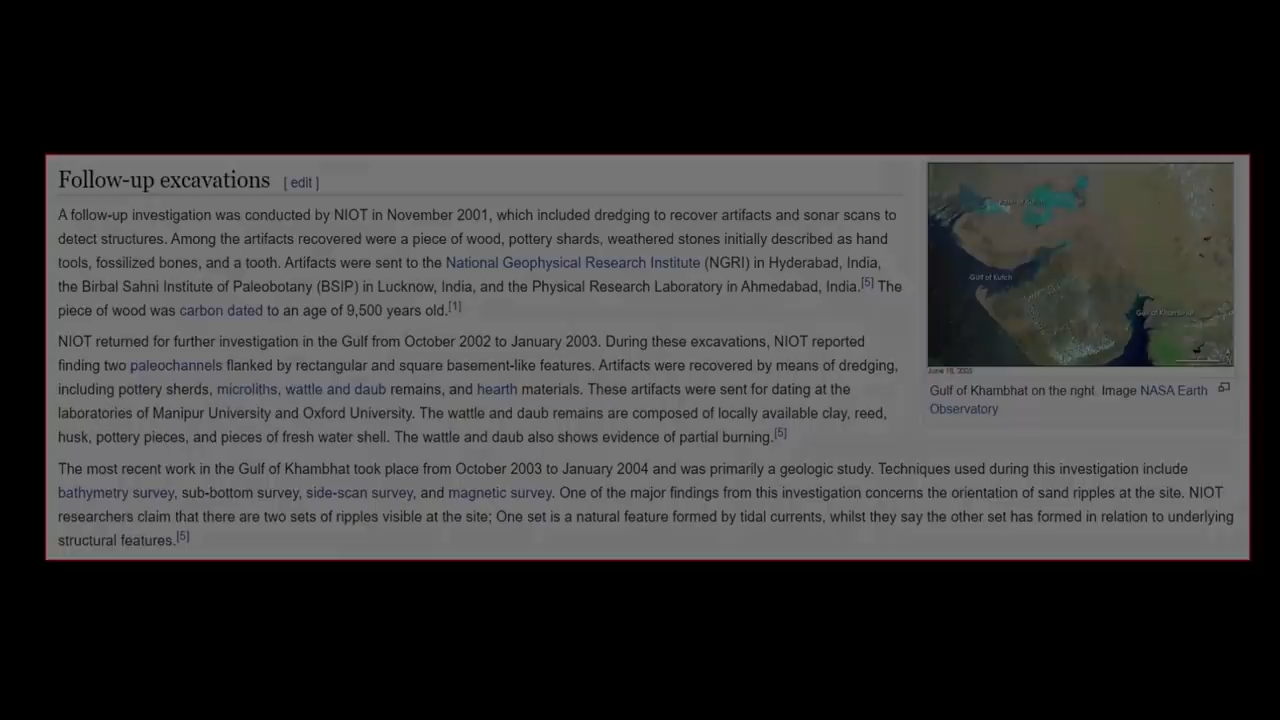 Follow-up excavations [ edit ]
A follow-up investigation was conducted by NIOT in November 2001, which included dredging to recover artifacts and sonar scans to
detect structures. Among the artifacts recovered were a piece of wood, pottery shards, weathered stones initially described as hand
tools, fossilized bones, and a tooth. Artifacts were sent to the National Geophysical Research Institute (NGRI) in Hyderabad, India,
the Birbal Sahni Institute of Paleobotany (BSIP) in Lucknow, India, and the Physical Research Laboratory in Ahmedabad, India.[5] The
piece of wood was carbon dated to an age of 9,500 years old.[1]
NIOT returned for further investigation in the Gulf from October 2002 to January 2003. During these excavations, NIOT reported
finding two paleochannels flanked by rectangular and square basement-like features. Artifacts were recovered by means of dredging,
including pottery sherds, microliths, wattle and daub remains, and hearth materials. These artifacts were sent for dating at the
laboratories of Manipur University and Oxford University. The wattle and daub remains are composed of locally available clay, reed,
husk, pottery pieces, and pieces of fresh water shell. The wattle and daub also shows evidence of partial burning.[5]
The most recent work in the Gulf of Khambhat took place from October 2003 to January 2004 and was primarily a geologic study. Techniques used during this investigation include
bathymetry survey, sub-bottom survey, side-scan survey, and magnetic survey. One of the major findings from this investigation concerns the orientation of sand ripples at the site. NIOT
researchers claim that there are two sets of ripples visible at the site; One set is a natural feature formed by tidal currents, whilst they say the other set has formed in relation to underlying
structural features.[5]
Gulf of Kutch
Gulf of Khambhat
Gulf of Khambhat on the right. Image NASA Earth
Observatory